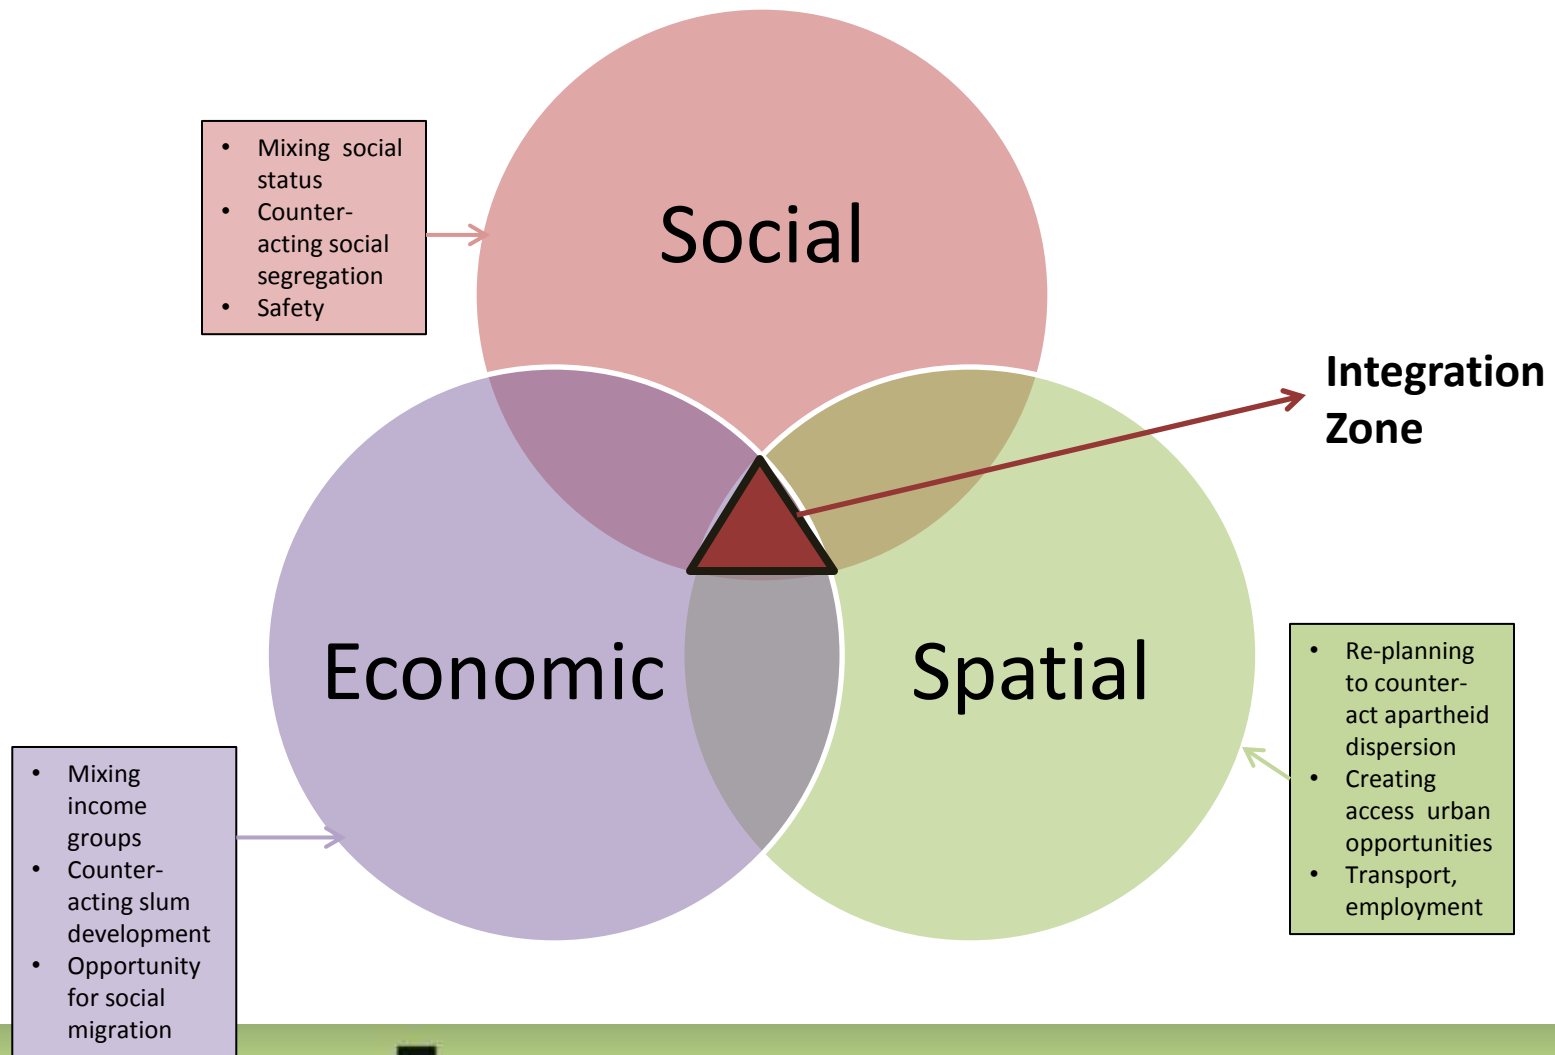 • Mixing social
status
• Counter-
acting social
segregation
• Safety
Social
Integration
Zone
Economic
Spatial
• Re-planning
to counter-
act apartheid
dispersion
• Creating
access urban
opportunities
• Transport,
employment
• Mixing
income
groups
• Counter-
acting slum
development
• Opportunity
for social
migration